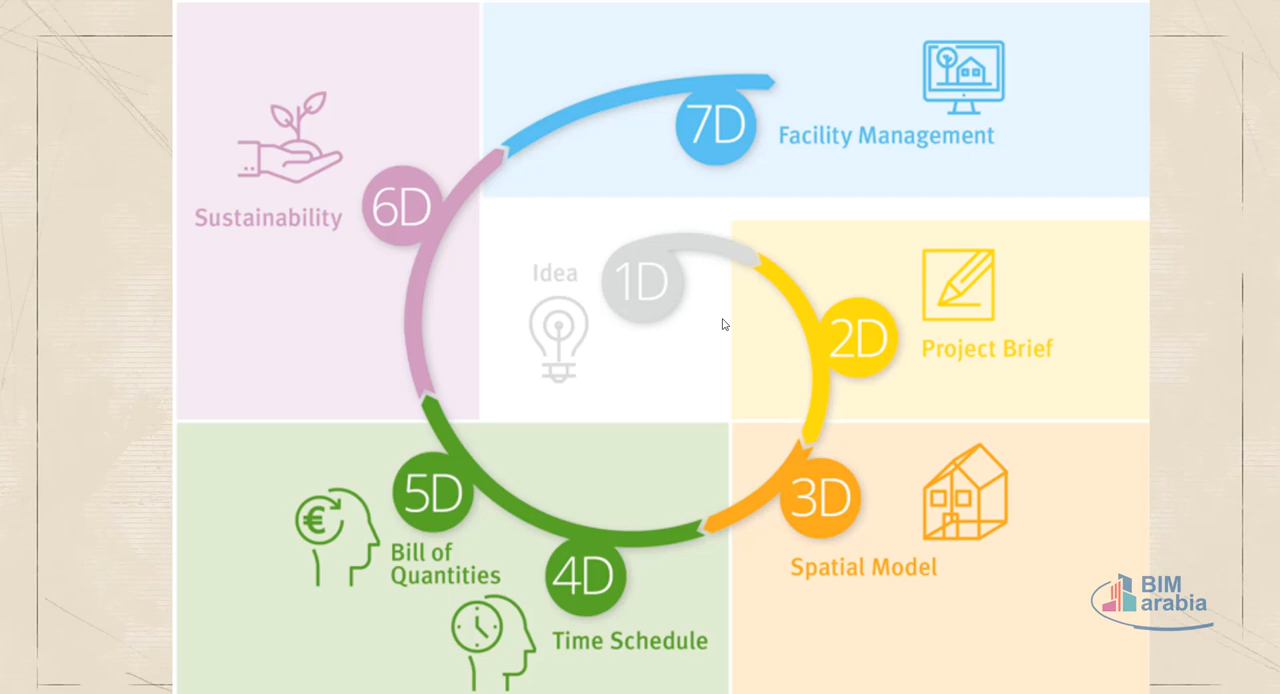 7D
Facility Management
6D
Sustainability
Idea
1D
2D
Project Brief
3D
Spatial Model
5D
€
Bill of
Quantities
4D
Time Schedule
BIM
arabia